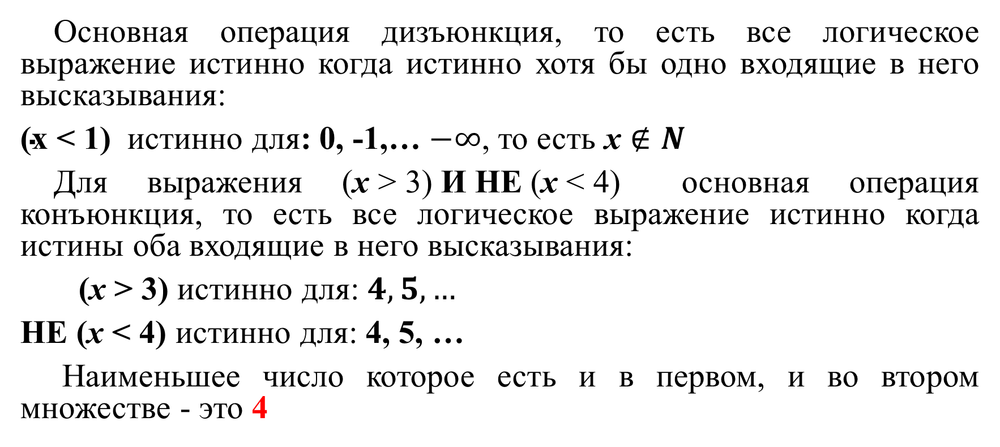 Основная операция дизъюнкция, то есть все логическое
выражение истинно когда истинно хотя бы одно входящие в него
высказывания:
(x < 1) истинно для: 0, -1,… −∞, то есть x ∉ N
Для выражения (x > 3) И НЕ (x < 4) основная операция
конъюнкция, то есть все логическое выражение истинно когда
истины оба входящие в него высказывания:
(x > 3) истинно для: 4, 5, …
НЕ (x < 4) истинно для: 4, 5, …
Наименьшее число которое есть и в первом, и во втором
множестве - это 4